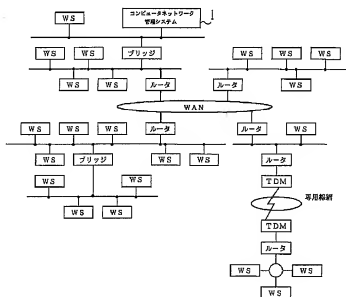 WS
コンピュータネットワーク
管理システム
1
WS WS ブリッジ WS WS WS
WS WS ルータ ルータ WS
WAN
WS WS WS ルータ ルータ WS
WS ブリッジ WS WS ルータ
WS WS TDM
専用線網
WS WS
TDM
ルータ
WS WS
WS